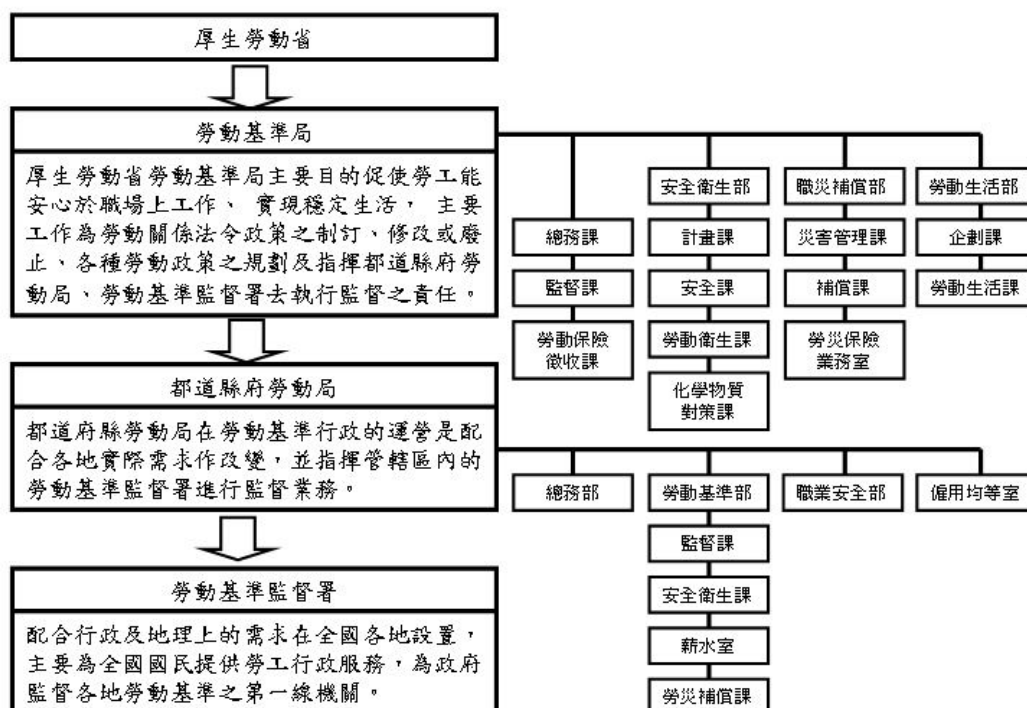 厚生勞動省
勞動基準局
厚生勞動省勞動基準局主要目的促使勞工能
安心於職場上工作、 實現穩定生活， 主要
工作為勞動關係法令政策之制訂、修改或廢
止、各種勞動政策之規劃及指揮都道縣府勞
動局、勞動基準監督署去執行監督之責任。
總務課
監督課
勞動保險
徵收課
安全衛生部
計畫課
安全課
勞動衛生課
化學物質
對策課
職災補償部
災害管理課
補償課
勞災保險
業務室
勞動生活部
企劃課
勞動生活課
都道縣府勞動局
都道府縣勞動局在勞動基準行政的運營是配
合各地實際需求作改變，並指揮管轄區內的
勞動基準監督署進行監督業務。
總務部
勞動基準部
監督課
安全衛生課
薪水室
勞災補償課
職業安全部
僱用均等室
勞動基準監督署
配合行政及地理上的需求在全國各地設置，
主要為全國國民提供勞工行政服務，為政府
監督各地勞動基準之第一線機關。